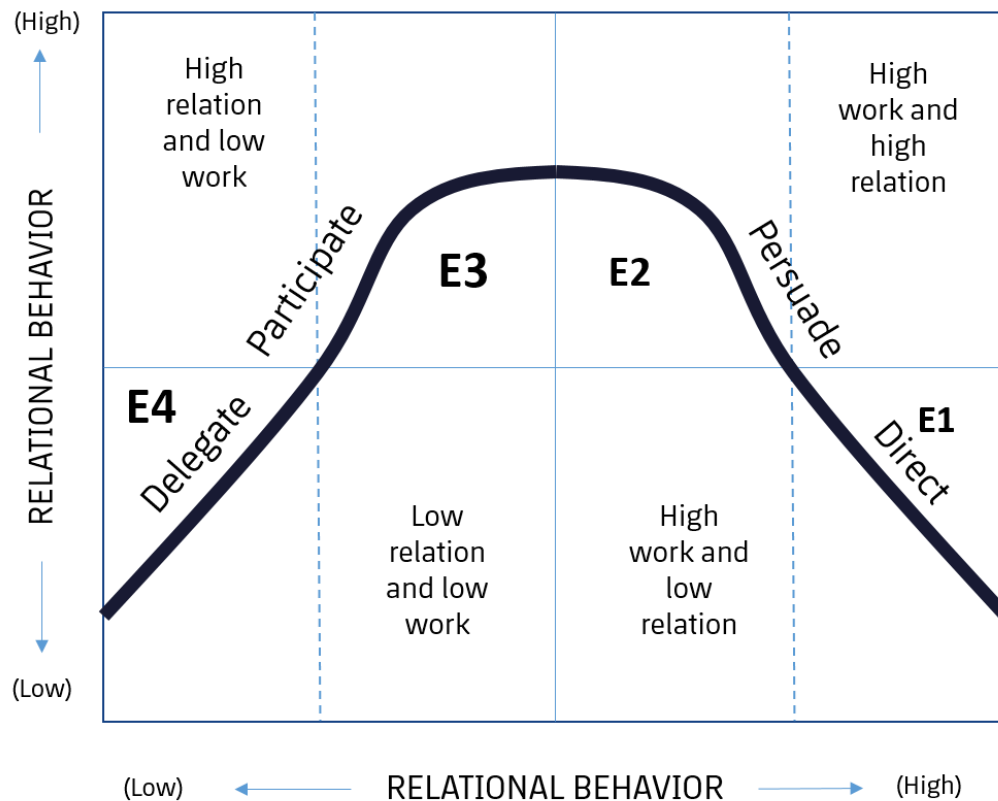 (High)
RELATIONAL BEHAVIOR
(Low)
High
relation
and low
work
High
work and
high
relation
Participate
E3
E2
Persuade
E4
Delegate
E1
Direct
Low
relation
and low
work
High
work and
low
relation
(Low)
RELATIONAL BEHAVIOR
(High)